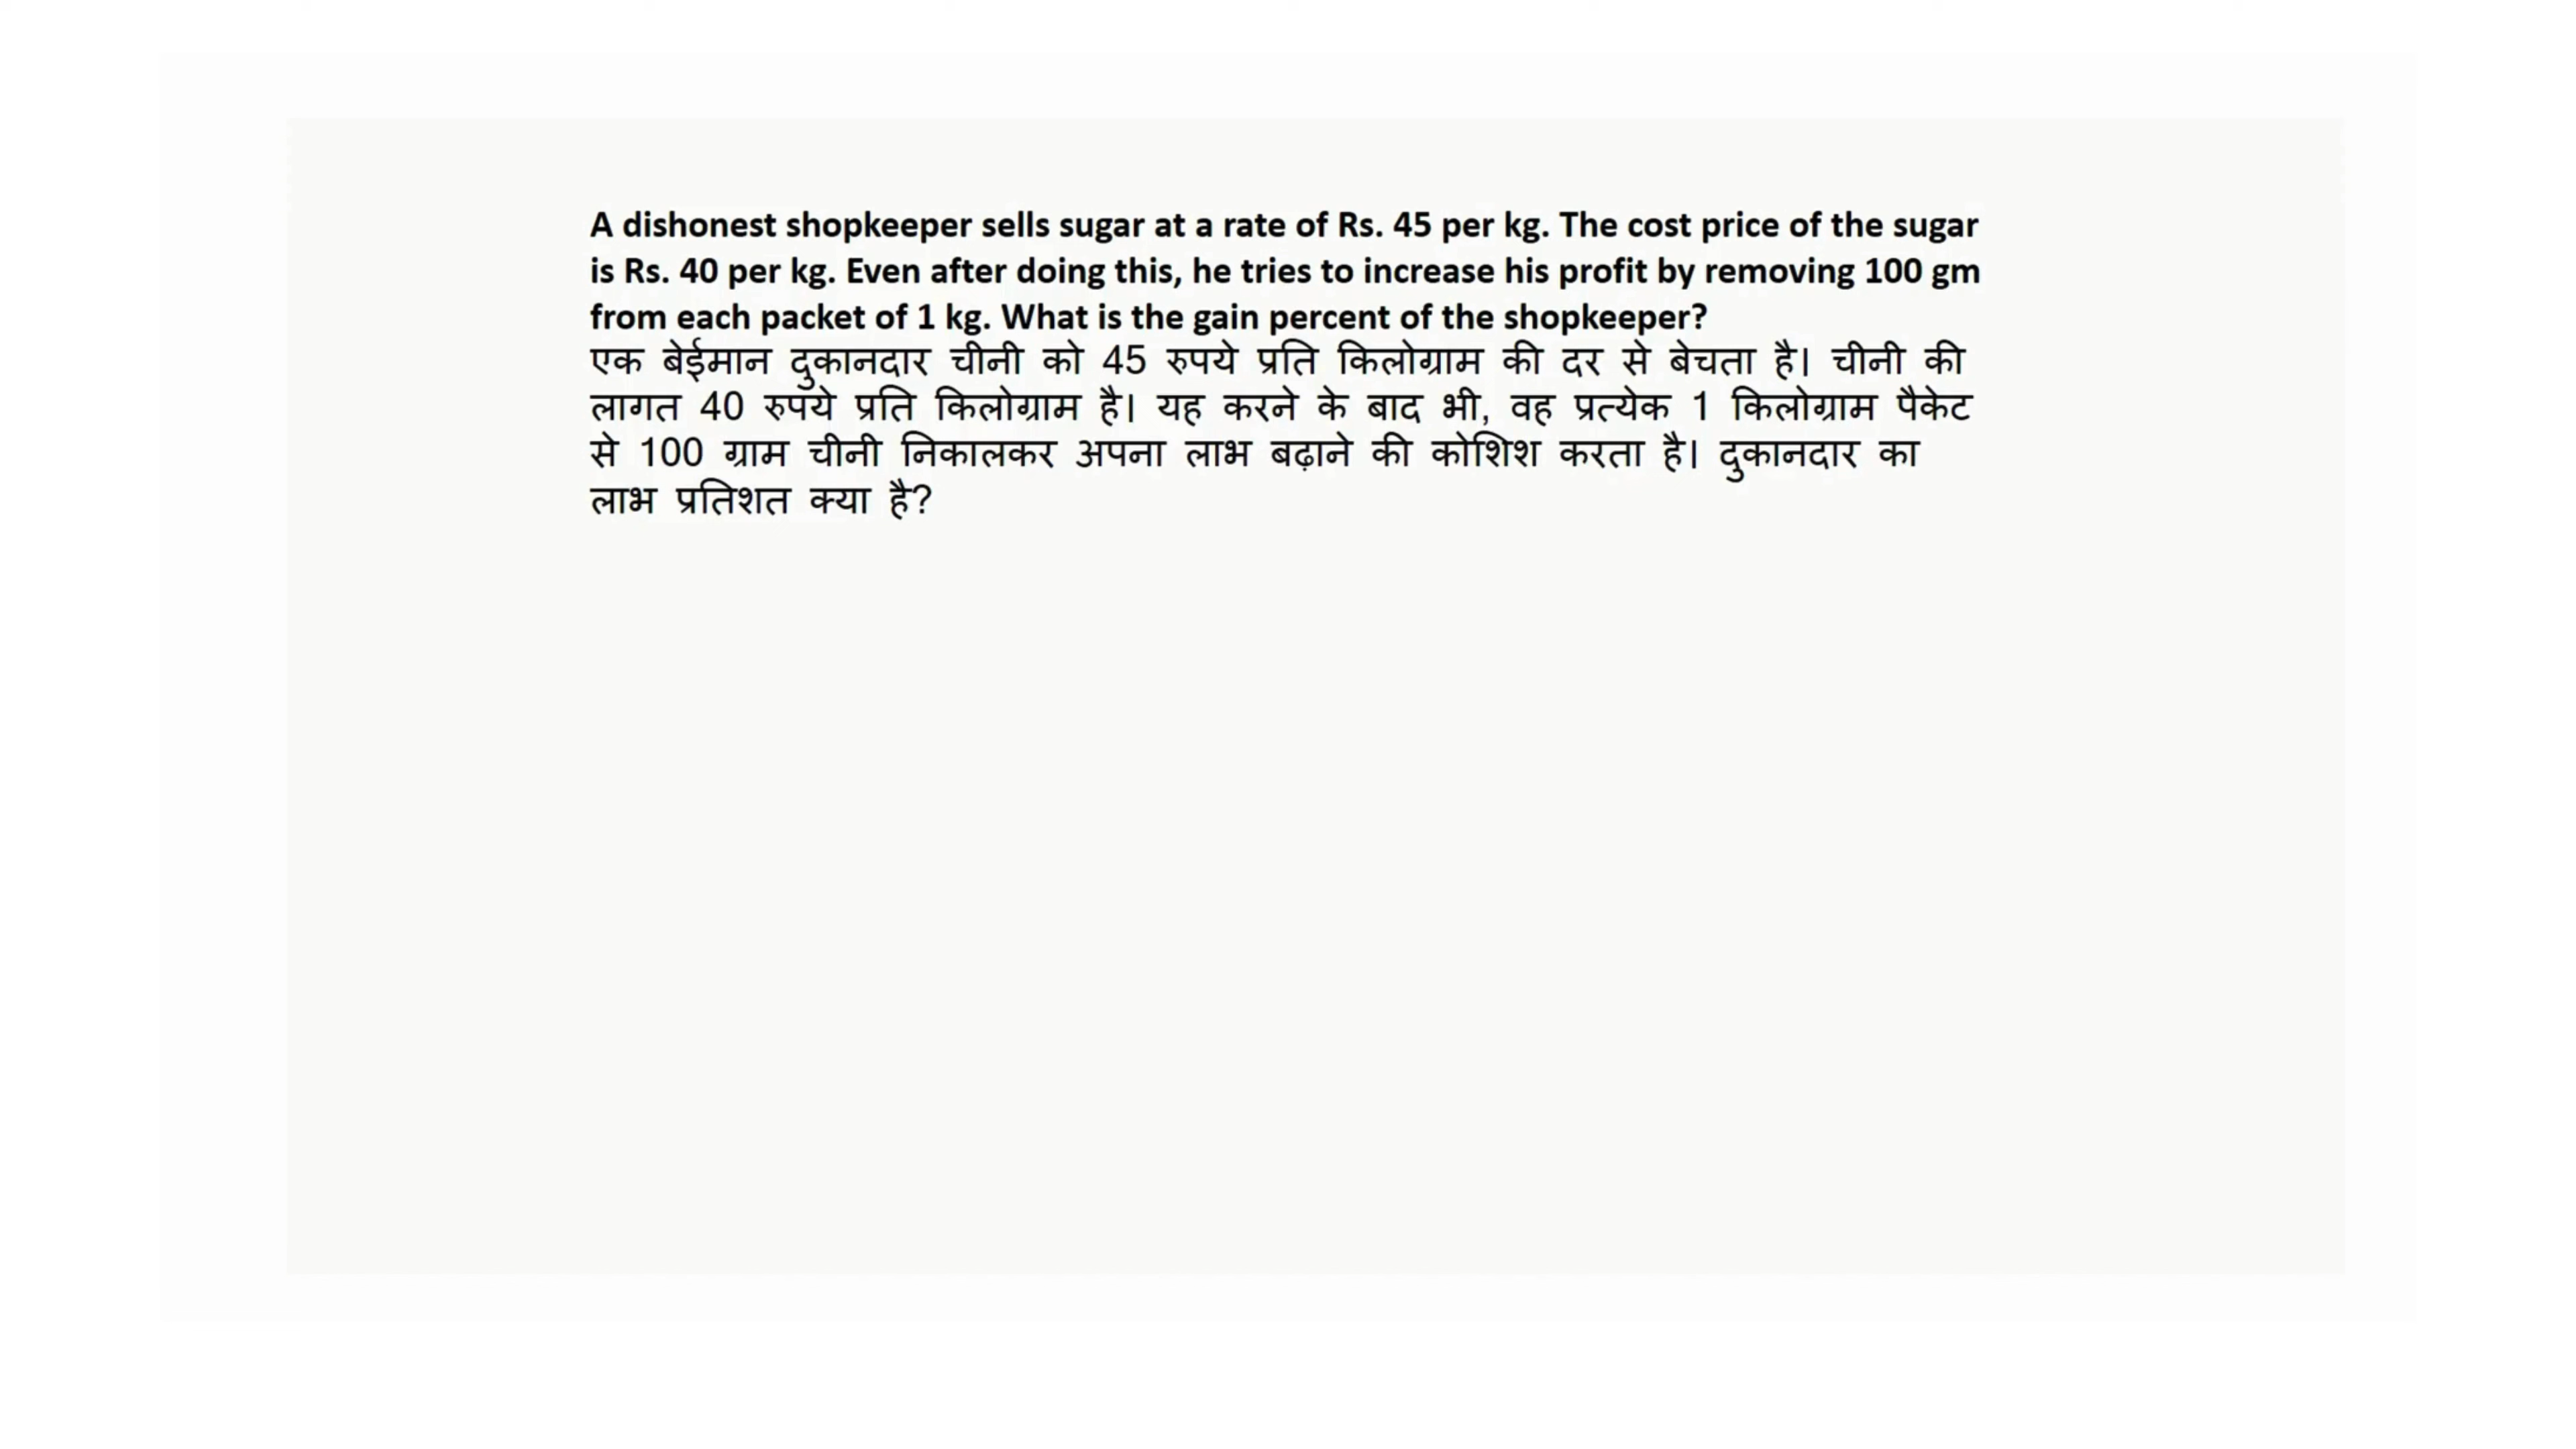 A dishonest shopkeeper sells sugar at a rate of Rs. 45 per kg. The cost price of the sugar
is Rs. 40 per kg. Even after doing this, he tries to increase his profit by removing 100 gm
from each packet of 1 kg. What is the gain percent of the shopkeeper?
एक बेईमान दुकानदार चीनी को 45 रुपये प्रति किलोग्राम की दर से बेचता है। चीनी की
लागत 40 रुपये प्रति किलोग्राम है। यह करने के बाद भी, वह प्रत्येक 1 किलोग्राम पैकेट
से 100 ग्राम चीनी निकालकर अपना लाभ बढ़ाने की कोशिश करता है। दुकानदार का
लाभ प्रतिशत क्या है?